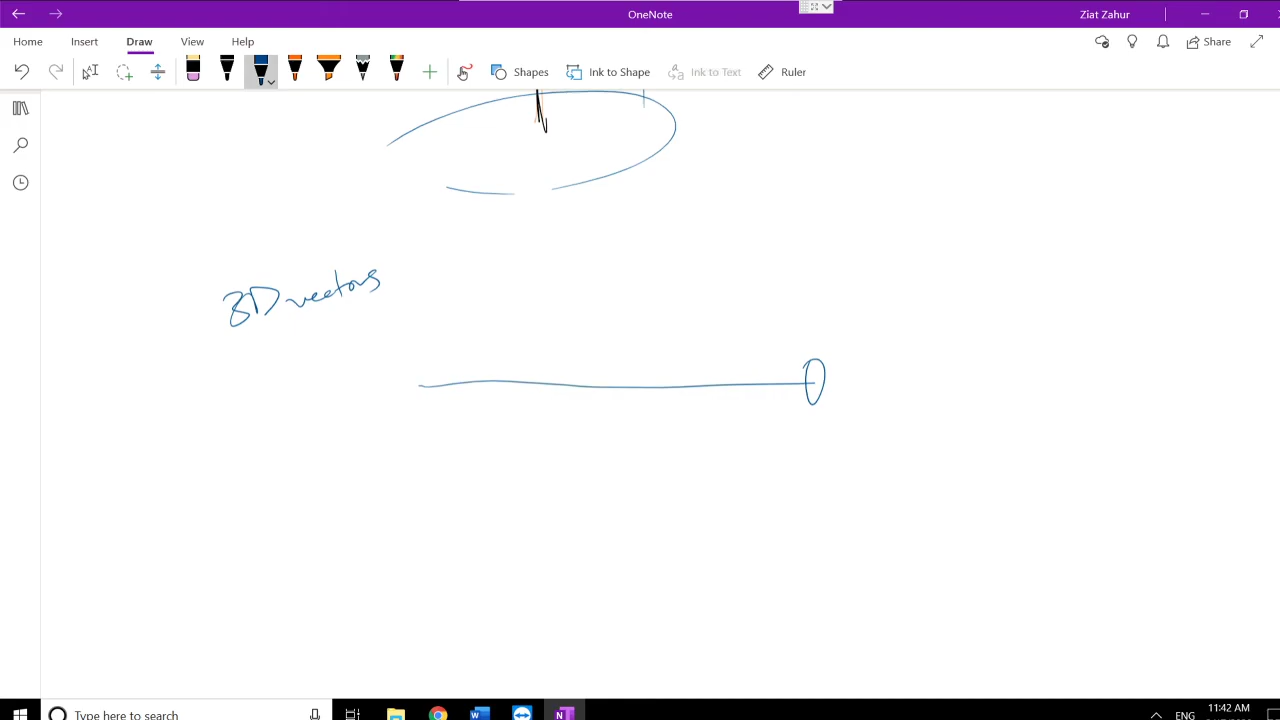 OneNote
Ziat Zahur
Home Insert Draw View Help
Share
Shapes Ink to Shape Ink to Text Ruler
3D vectors
Type here to search
ENG
11:42 AM